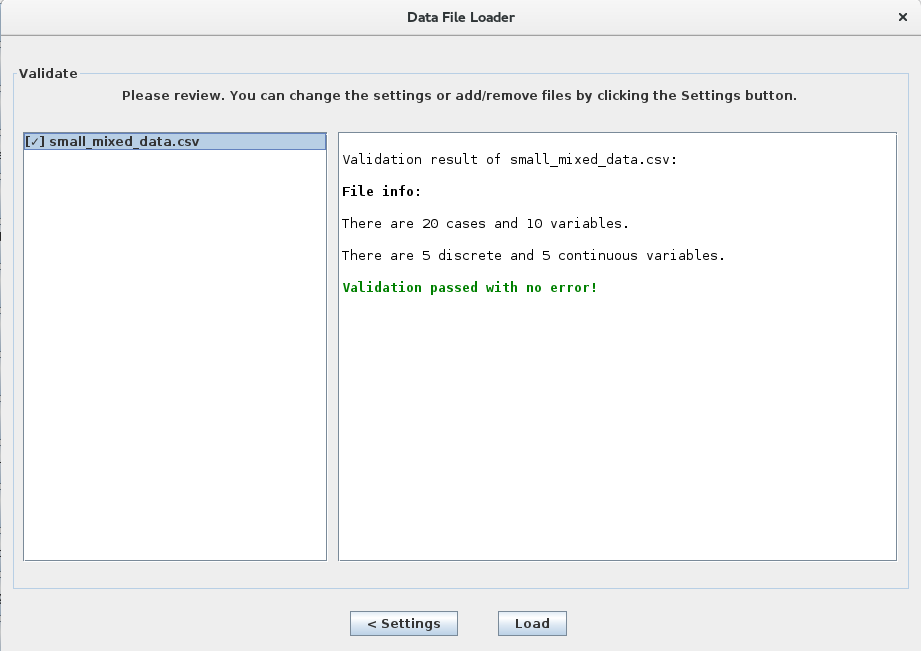 Data File Loader
×
Validate
Please review. You can change the settings or add/remove files by clicking the Settings button.
[✓] small_mixed_data.csv
Validation result of small_mixed_data.csv:
File info:
There are 20 cases and 10 variables.
There are 5 discrete and 5 continuous variables.
Validation passed with no error!
< Settings
Load